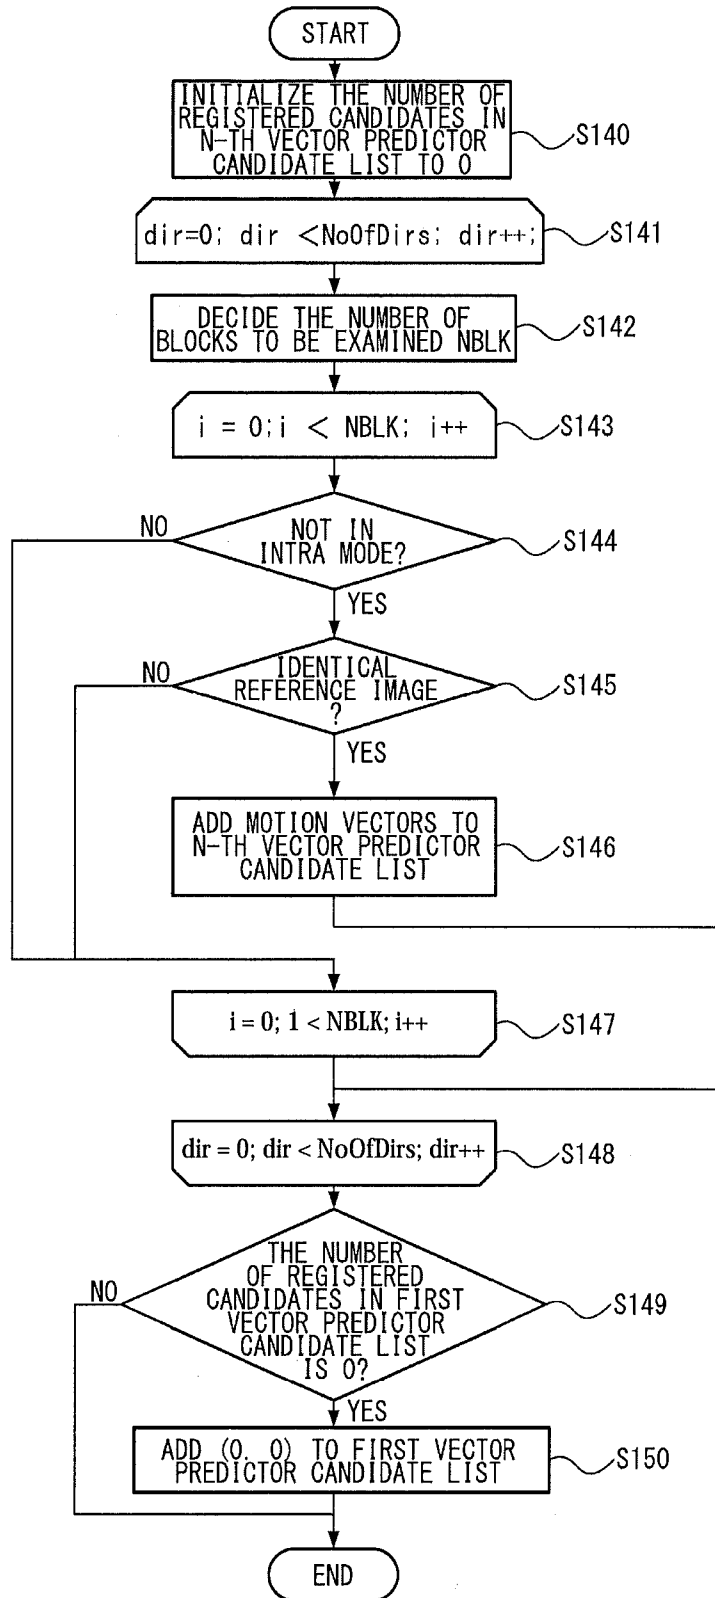 START
INITIALIZE THE NUMBER OF
REGISTERED CANDIDATES IN
N-TH VECTOR PREDICTOR
CANDIDATE LIST TO 0
S140
dir=0; dir <NoOfDirs; dir++;
S141
DECIDE THE NUMBER OF
BLOCKS TO BE EXAMINED NBLK
S142
i = 0;i < NBLK; i++
S143
NO
NOT IN
INTRA MODE?
S144
YES
NO
IDENTICAL
REFERENCE IMAGE
?
S145
YES
ADD MOTION VECTORS TO
N-TH VECTOR PREDICTOR
CANDIDATE LIST
S146
i = 0; 1 < NBLK; i++
S147
dir = 0; dir < NoOfDirs; dir++
S148
NO
THE NUMBER
OF REGISTERED
CANDIDATES IN FIRST
VECTOR PREDICTOR
CANDIDATE LIST
IS 0?
S149
YES
ADD (0. 0) TO FIRST VECTOR
PREDICTOR CANDIDATE LIST
S150
END